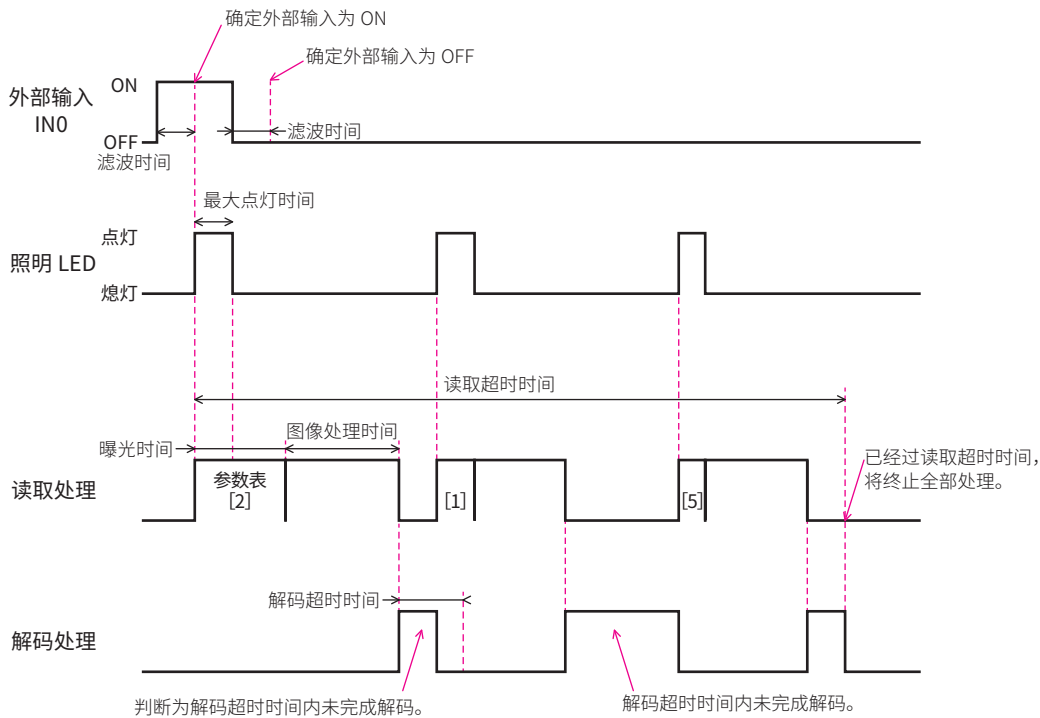 确定外部输入为 ON
确定外部输入为 OFF
外部输入
IN0
ON
OFF
滤波时间
滤波时间
最大点灯时间
照明 LED
点灯
熄灯
读取超时时间
曝光时间
图像处理时间
读取处理
参数表
[2]
[1]
[5]
已经过读取超时时间，
将终止全部处理。
解码超时时间
解码处理
判断为解码超时时间内未完成解码。
解码超时时间内未完成解码。